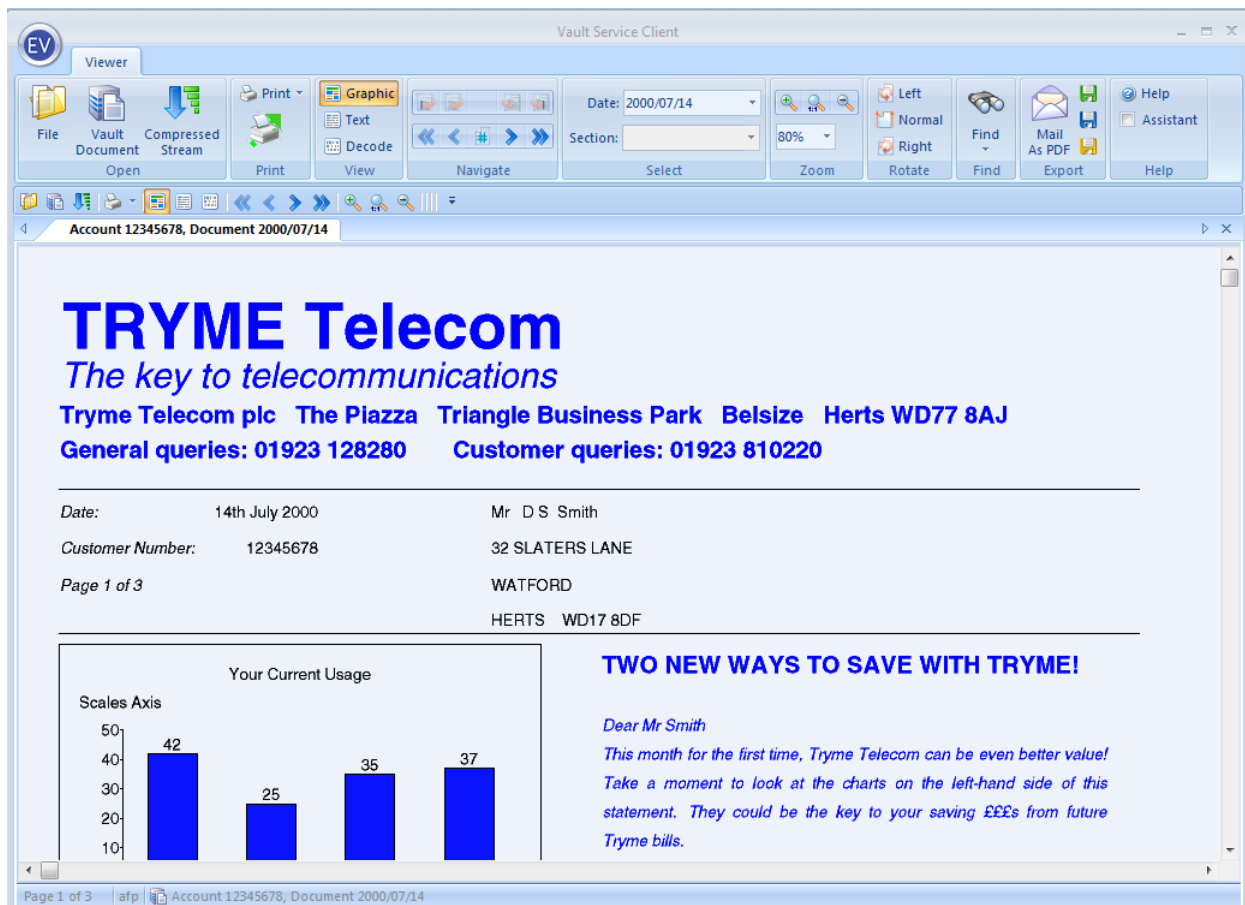 Vault Service Client
EV
Viewer
File
Vault Document
Compressed Stream
Open
Print
Print
Graphic
Text
Decode
View
Navigate
Date: 2000/07/14
Section:
Select
1:1
80%
Zoom
Left
Normal
Right
Rotate
Find
Find
Mail As PDF
Export
Help
Assistant
Help
1:1
Account 12345678, Document 2000/07/14
TRYME Telecom
The key to telecommunications
Tryme Telecom plc The Piazza Triangle Business Park Belsize Herts WD77 8AJ
General queries: 01923 128280 Customer queries: 01923 810220
Date: 14th July 2000 Mr D S Smith
Customer Number: 12345678 32 SLATERS LANE
Page 1 of 3 WATFORD
HERTS WD17 8DF
Your Current Usage
Scales Axis
50
40
30
20
10
42
25
35
37
TWO NEW WAYS TO SAVE WITH TRYME!
Dear Mr Smith
This month for the first time, Tryme Telecom can be even better value!
Take a moment to look at the charts on the left-hand side of this
statement. They could be the key to your saving £££s from future
Tryme bills.
Page 1 of 3 afp Account 12345678, Document 2000/07/14